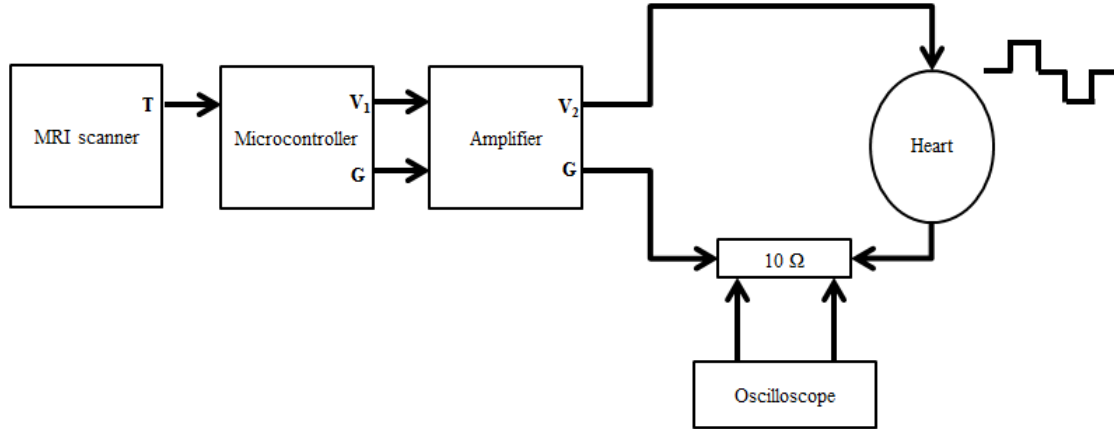 T
V₁
V₂
MRI scanner
Microcontroller
Amplifier
Heart
G
G
10 Ω
Oscilloscope